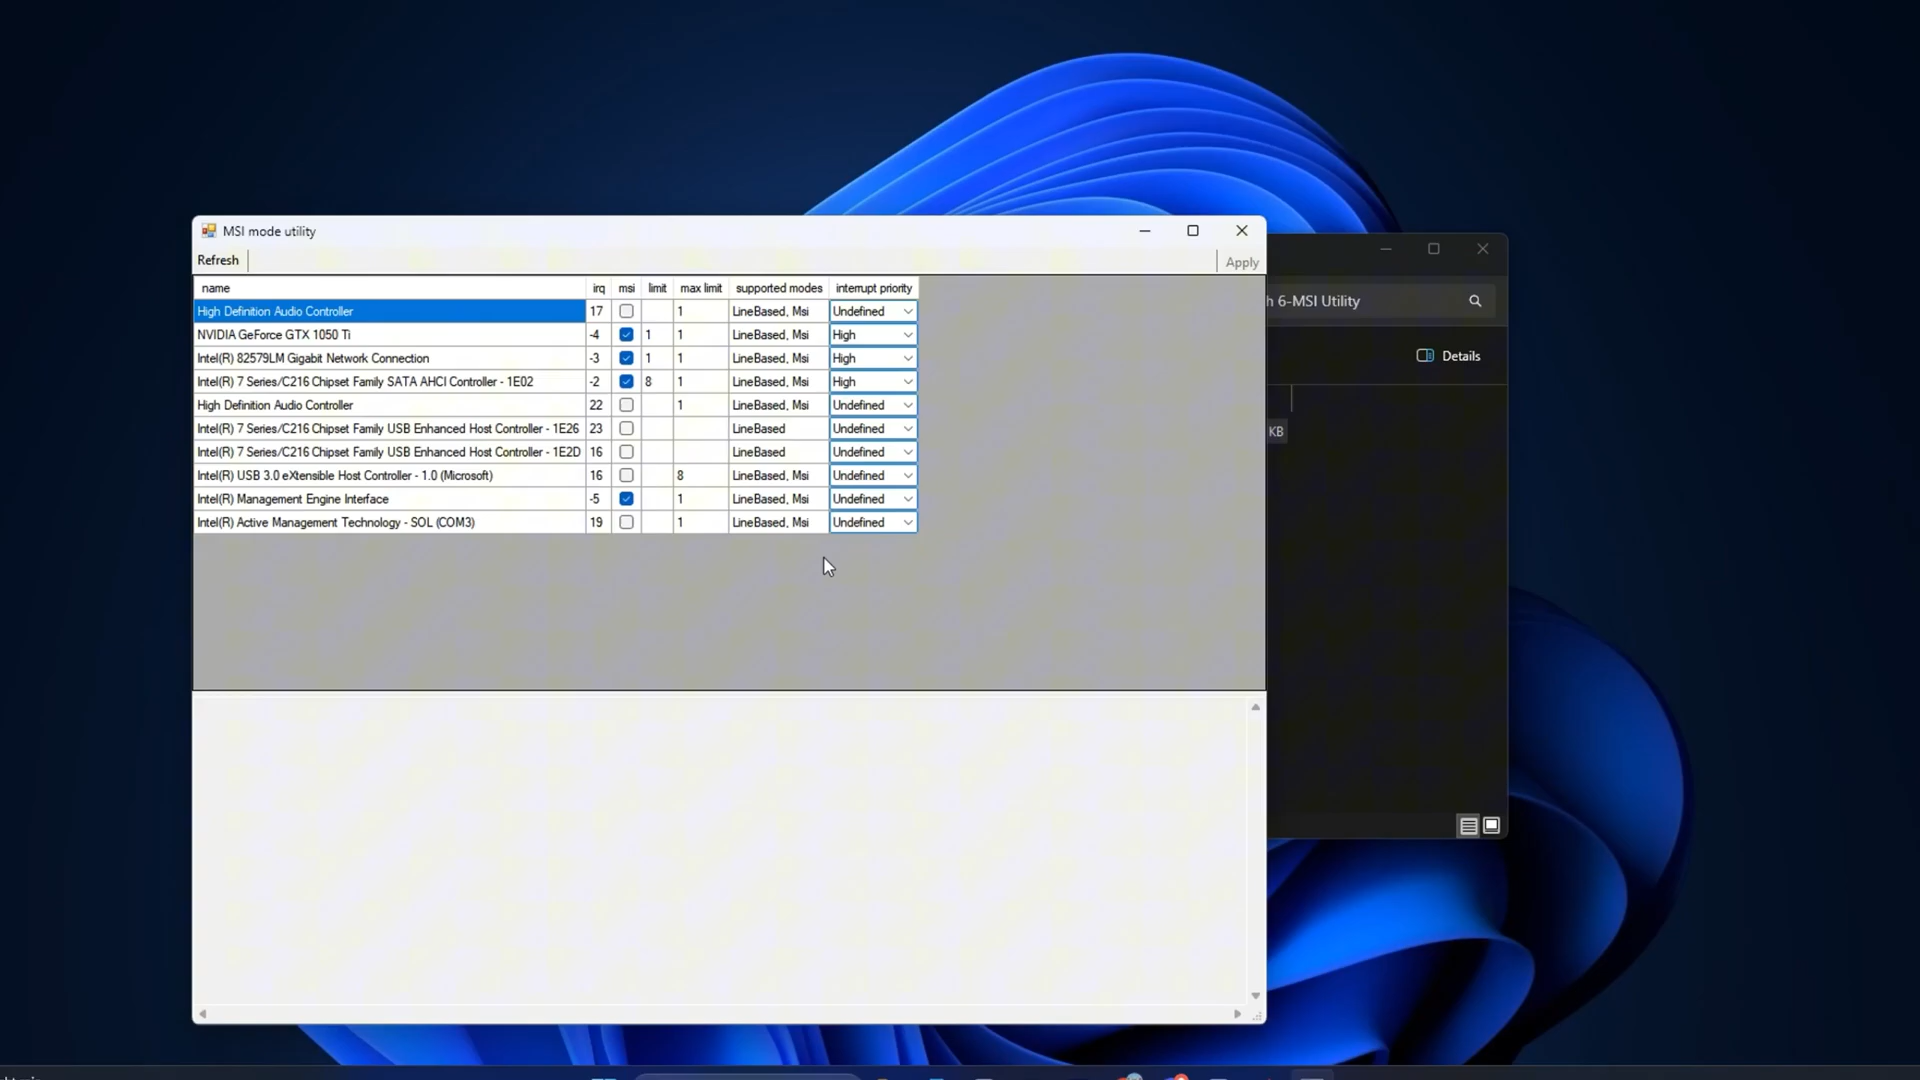 MSI mode utility
Refresh
Apply
name irq msi limit max limit supported modes interrupt priority
High Definition Audio Controller 17 1 LineBased, Msi Undefined
NVIDIA GeForce GTX 1050 Ti -4 1 1 LineBased, Msi High
Intel(R) 82579LM Gigabit Network Connection -3 1 1 LineBased, Msi High
Intel(R) 7 Series/C216 Chipset Family SATA AHCI Controller - 1E02 -2 8 1 LineBased, Msi High
High Definition Audio Controller 22 1 LineBased, Msi Undefined
Intel(R) 7 Series/C216 Chipset Family USB Enhanced Host Controller - 1E26 23 LineBased Undefined
Intel(R) 7 Series/C216 Chipset Family USB Enhanced Host Controller - 1E2D 16 LineBased Undefined
Intel(R) USB 3.0 eXtensible Host Controller - 1.0 (Microsoft) 16 8 LineBased, Msi Undefined
Intel(R) Management Engine Interface -5 1 LineBased, Msi Undefined
Intel(R) Active Management Technology - SOL (COM3) 19 1 LineBased, Msi Undefined
h 6-MSI Utility
Details
KB